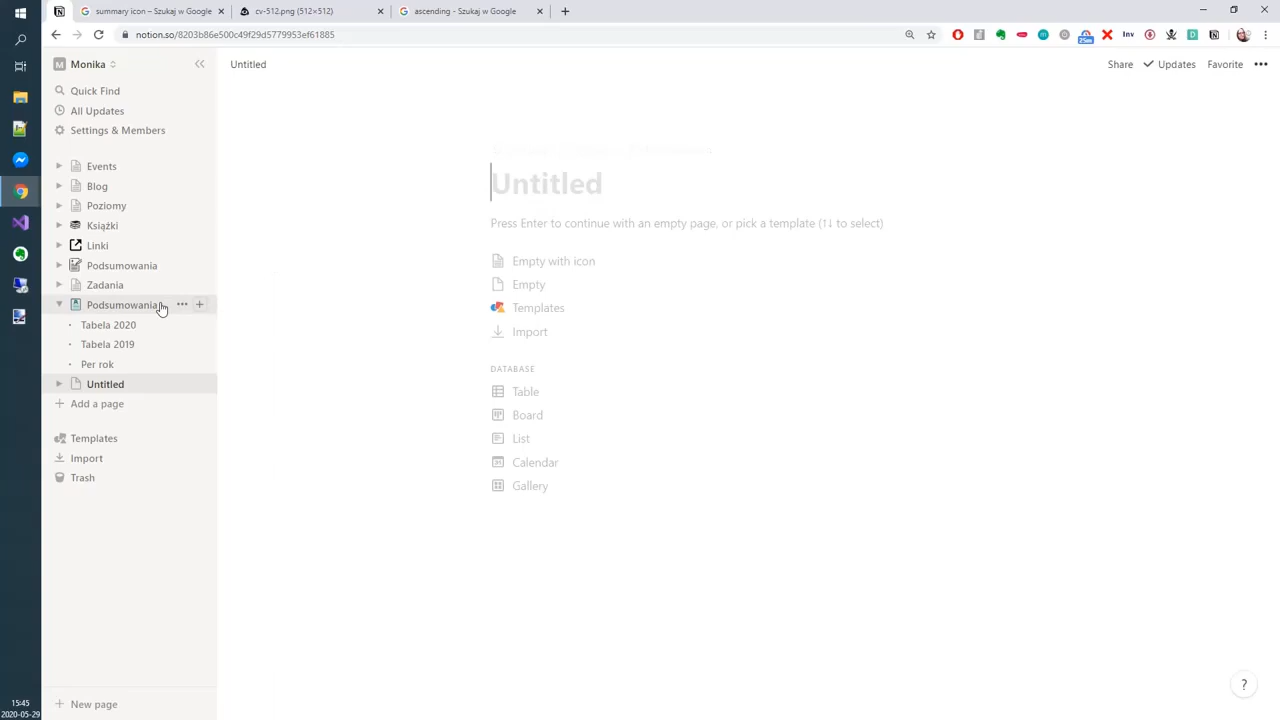 summary icon – Szukaj w Google
cv-512.png (512×512)
ascending - Szukaj w Google
notion.so/8203b86e500c49f29d5779953ef61885
Inv
25m
M Monika
Untitled
Share
Updates
Favorite
Quick Find
All Updates
Settings & Members
Events
Blog
Poziomy
Książki
Linki
Podsumowania
Zadania
Podsumowania
Tabela 2020
Tabela 2019
Per rok
Untitled
Add a page
Templates
Import
Trash
New page
Untitled
Press Enter to continue with an empty page, or pick a template (↑↓ to select)
Empty with icon
Empty
Templates
Import
DATABASE
Table
Board
List
Calendar
Gallery
?
15:45
2020-05-29